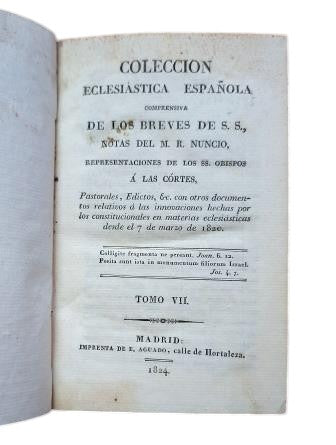 COLECCION
ECLESIÁSTICA ESPAÑOLA
COMPRENSIVA
DE LOS BREVES DE S. S.,
NOTAS DEL M. R. NUNCIO,
REPRESENTACIONES DE LOS SS. OBISPOS
Á LAS CÓRTES,
Pastorales, Edictos, &c. con otros documen-
tos relativos á las innovaciones hechas por
los constitucionales en materias eclesiásticas
desde el 7 de marzo de 1820.
Colligite fragmenta ne pereant. Joan. 6. 12.
Posita sunt ista in monumentum filiorum Israel.
Jos. 4. 7.
TOMO VII.
MADRID:
IMPRENTA DE E. AGUADO, calle de Hortaleza.
1824.